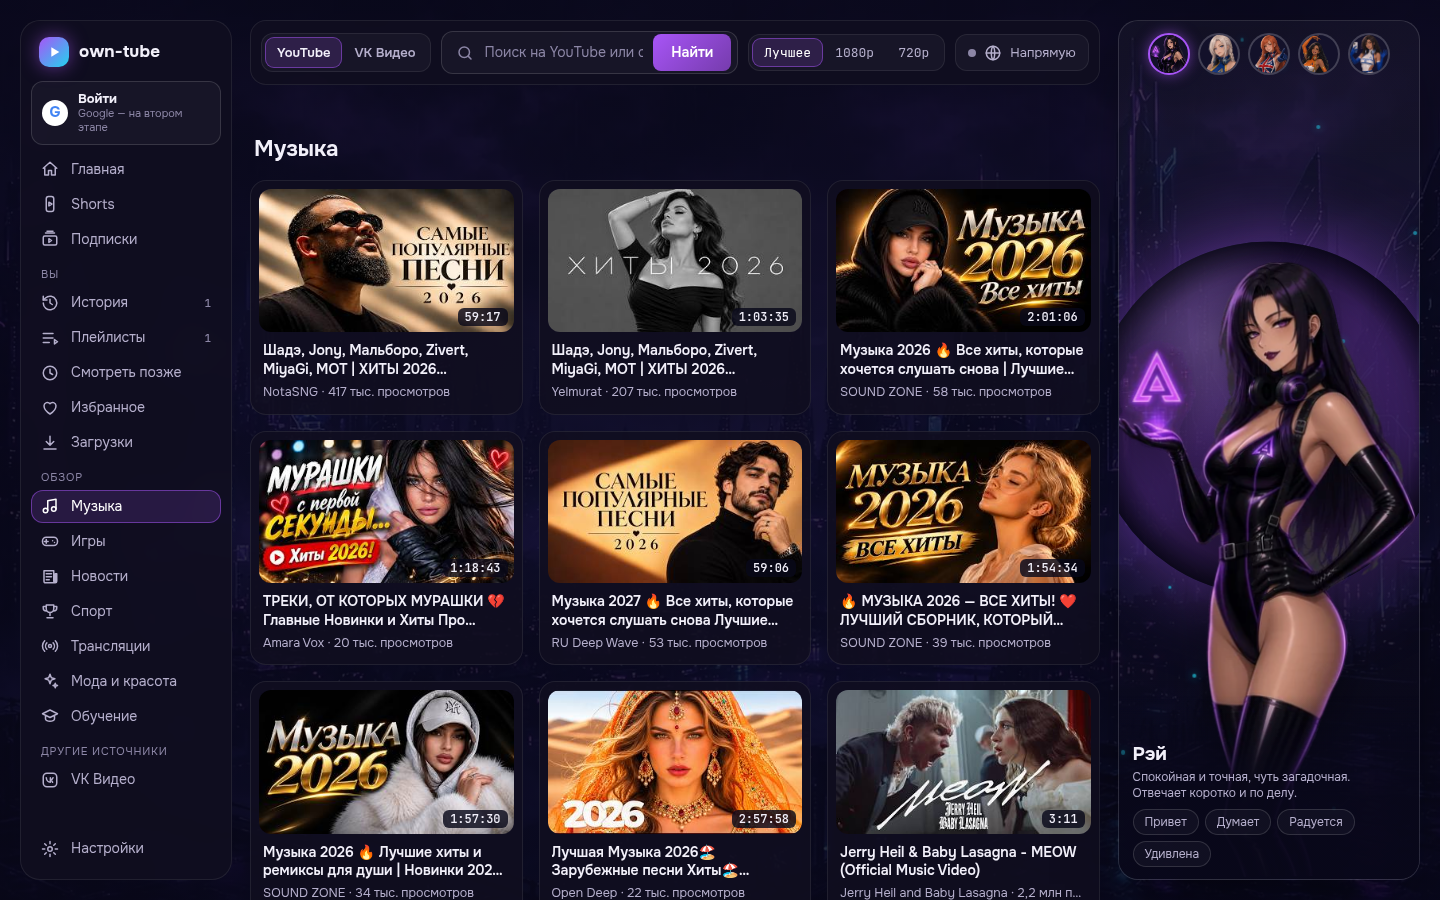 own-tube
Войти
Google — на втором
этапе
Главная
Shorts
Подписки
ВЫ
История 1
Плейлисты 1
Смотреть позже
Избранное
Загрузки
ОБЗОР
Музыка
Игры
Новости
Спорт
Трансляции
Мода и красота
Обучение
ДРУГИЕ ИСТОЧНИКИ
VK Видео
Настройки
YouTube VK Видео Поиск на YouTube или Найти Лучшее 1080p 720p Напрямую
Музыка
САМЫЕ
ПОПУЛЯРНЫЕ
ПЕСНИ
2026
59:17
Шадэ, Jony, Мальборо, Zivert,
MiyaGi, МОТ | ХИТЫ 2026...
NotaSNG · 417 тыс. просмотров
ХИТЫ 2026
1:03:35
Шадэ, Jony, Мальборо, Zivert,
MiyaGi, МОТ | ХИТЫ 2026...
Yelmurat · 207 тыс. просмотров
Музыка
2026
Все хиты
2:01:06
Музыка 2026 🔥 Все хиты, которые
хочется слушать снова | Лучшие...
SOUND ZONE · 58 тыс. просмотров
МУРАШКИ
с первой
СЕКУНДЫ...
Хиты 2026!
1:18:43
ТРЕКИ, ОТ КОТОРЫХ МУРАШКИ 💔
Главные Новинки и Хиты Про...
Amara Vox · 20 тыс. просмотров
САМЫЕ
ПОПУЛЯРНЫЕ
ПЕСНИ
2026
59:06
Музыка 2027 🔥 Все хиты, которые
хочется слушать снова Лучшие...
RU Deep Wave · 53 тыс. просмотров
МУЗЫКА
2026
ВСЕ ХИТЫ
1:54:34
🔥 МУЗЫКА 2026 — ВСЕ ХИТЫ! ❤️
ЛУЧШИЙ СБОРНИК, КОТОРЫЙ...
SOUND ZONE · 39 тыс. просмотров
Музыка
2026
1:57:30
Музыка 2026 🔥 Лучшие хиты и
ремиксы для души | Новинки 202...
SOUND ZONE · 34 тыс. просмотров
2026
2:57:58
Лучшая Музыка 2026🏖️
Зарубежные песни Хиты🏖️...
Open Deep · 22 тыс. просмотров
меоw
JERRY HEIL
BABY LASAGNA
3:11
Jerry Heil & Baby Lasagna - MEOW
(Official Music Video)
Jerry Heil and Baby Lasagna · 2,2 млн п...
Рэй
Спокойная и точная, чуть загадочная.
Отвечает коротко и по делу.
Привет Думает Радуется
Удивлена